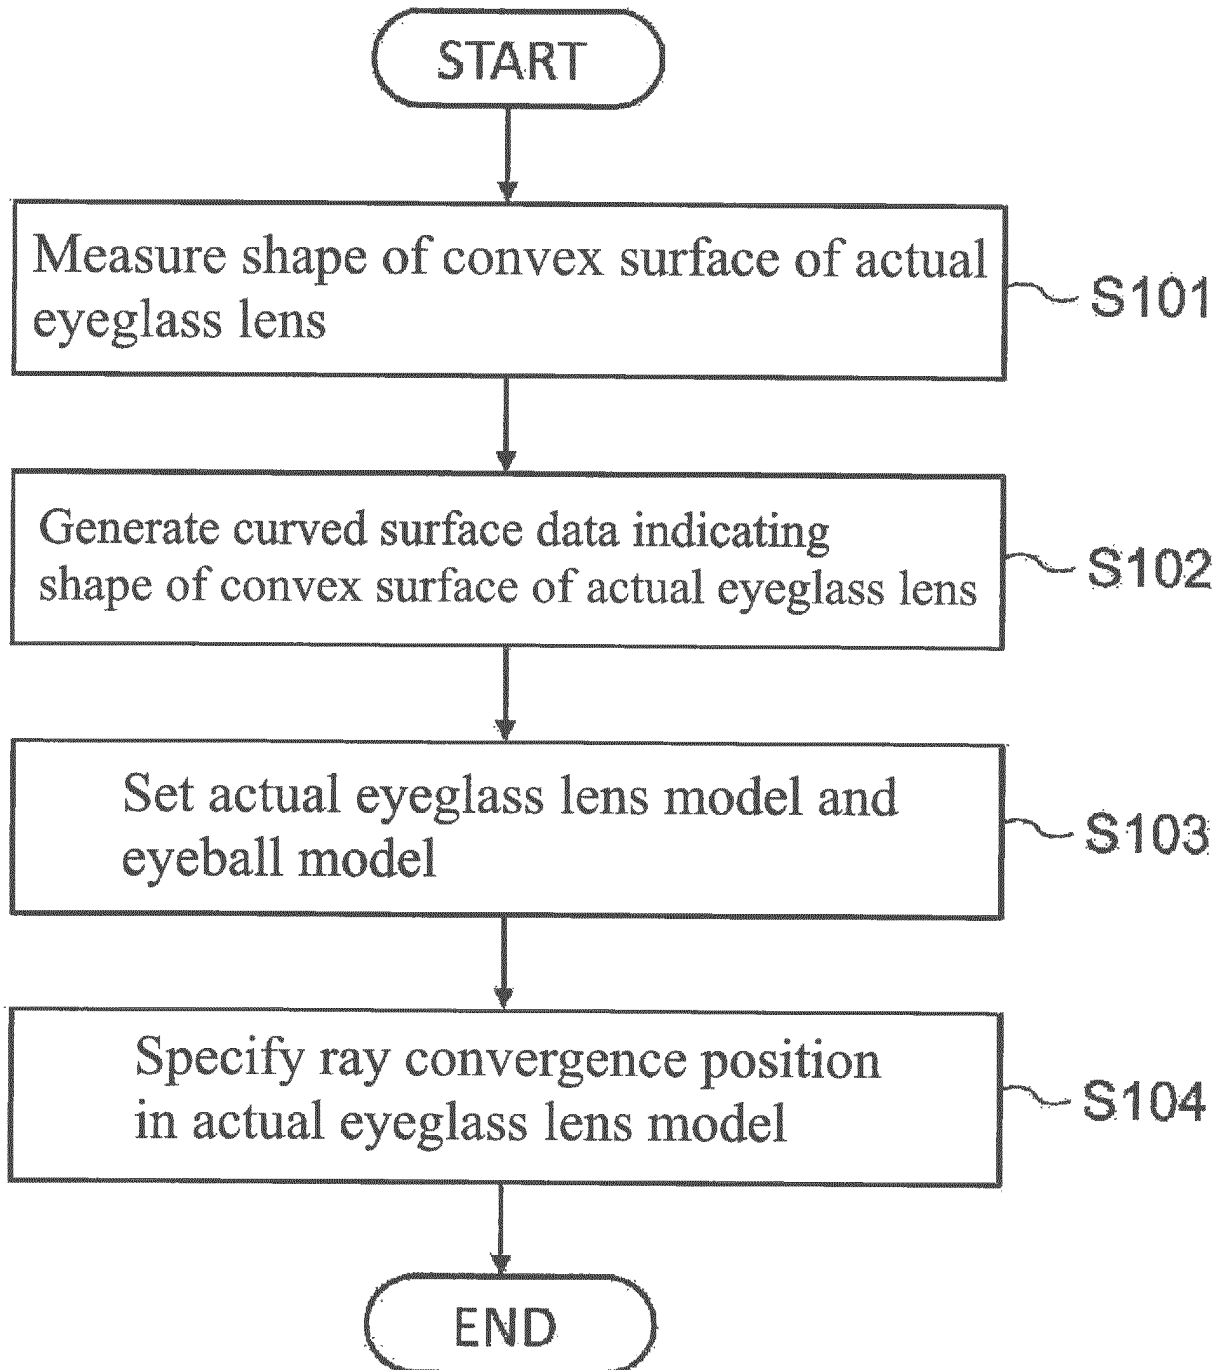 START
Measure shape of convex surface of actual
eyeglass lens
S101
Generate curved surface data indicating
shape of convex surface of actual eyeglass lens
S102
Set actual eyeglass lens model and
eyeball model
S103
Specify ray convergence position
in actual eyeglass lens model
S104
END